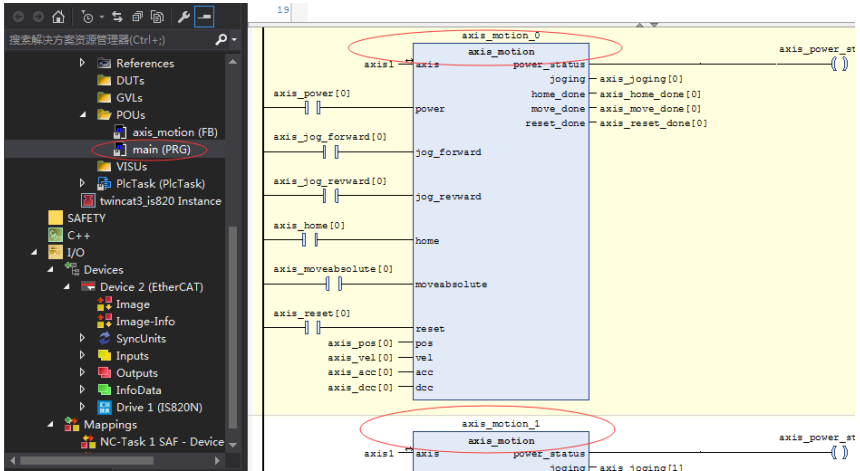 搜索解决方案资源管理器(Ctrl+;)
References
DUTs
GVLs
POUs
axis_motion (FB)
main (PRG)
VISUs
PlcTask (PlcTask)
twincat3_is820 Instance
SAFETY
C++
I/O
Devices
Device 2 (EtherCAT)
Image
Image-Info
SyncUnits
Inputs
Outputs
InfoData
Drive 1 (IS820N)
Mappings
NC-Task 1 SAF - Device
19
axis_motion_0
axis_motion
axis_power_st
axis1 axis power_status
joging axis_joging[0]
axis_power[0] home_done axis_home_done[0]
power move_done axis_move_done[0]
reset_done axis_reset_done[0]
axis_jog_forward[0]
jog_forward
axis_jog_revward[0]
jog_revward
axis_home[0]
home
axis_moveabsolute[0]
moveabsolute
axis_reset[0]
reset
axis_pos[0] pos
axis_vel[0] vel
axis_acc[0] acc
axis_dcc[0] dcc
axis_motion_1
axis_motion
axis_power_st
axis1 axis power_status
joging axis_joging[1]